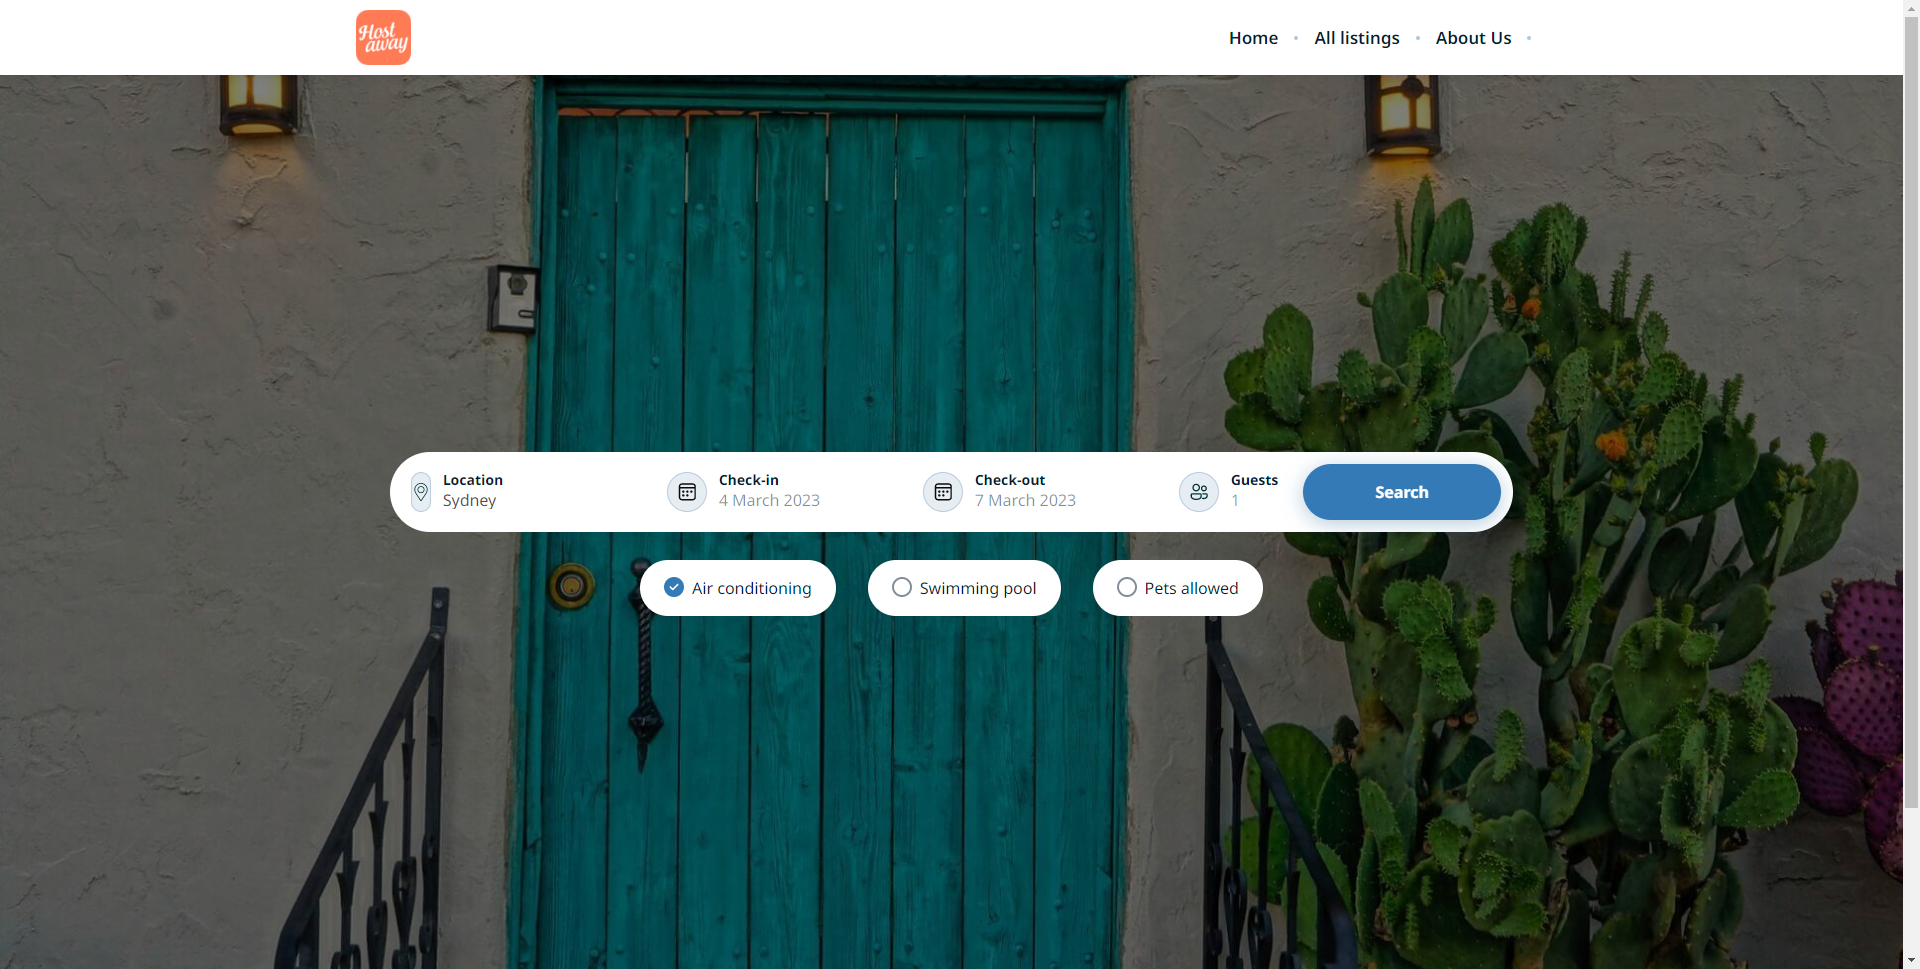 Host
away
Home
All listings
About Us
Location
Sydney
Check-in
4 March 2023
Check-out
7 March 2023
Guests
1
Search
Air conditioning
Swimming pool
Pets allowed